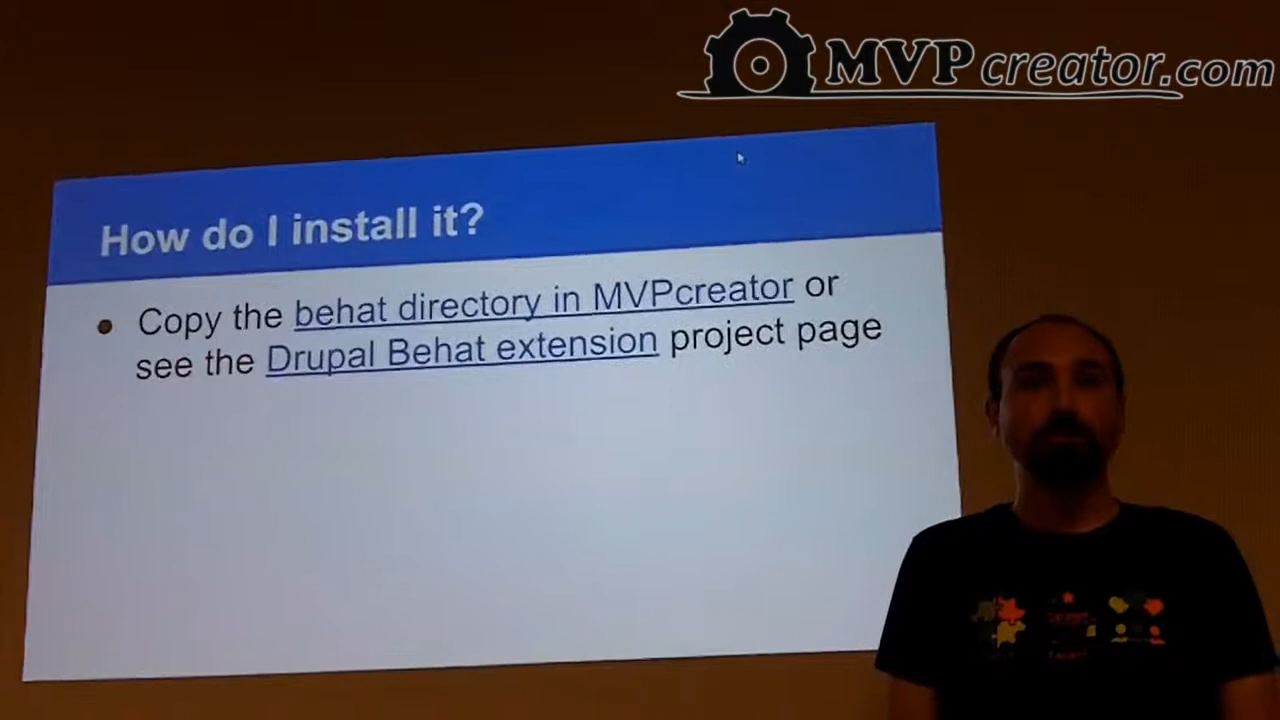 MVPcreator.com
How do I install it?
Copy the behat directory in MVPcreator or
see the Drupal Behat extension project page